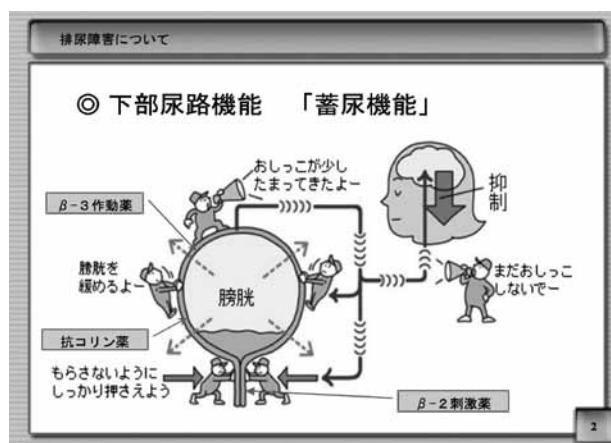 排尿障害について
◎ 下部尿路機能 「蓄尿機能」
おしっこが少し
たまってきたよー
β-3作動薬
抑制
膀胱を
緩めるよー
膀胱
まだおしっこ
しないでー
抗コリン薬
もらさないように
しっかり押さえよう
β-2刺激薬
2